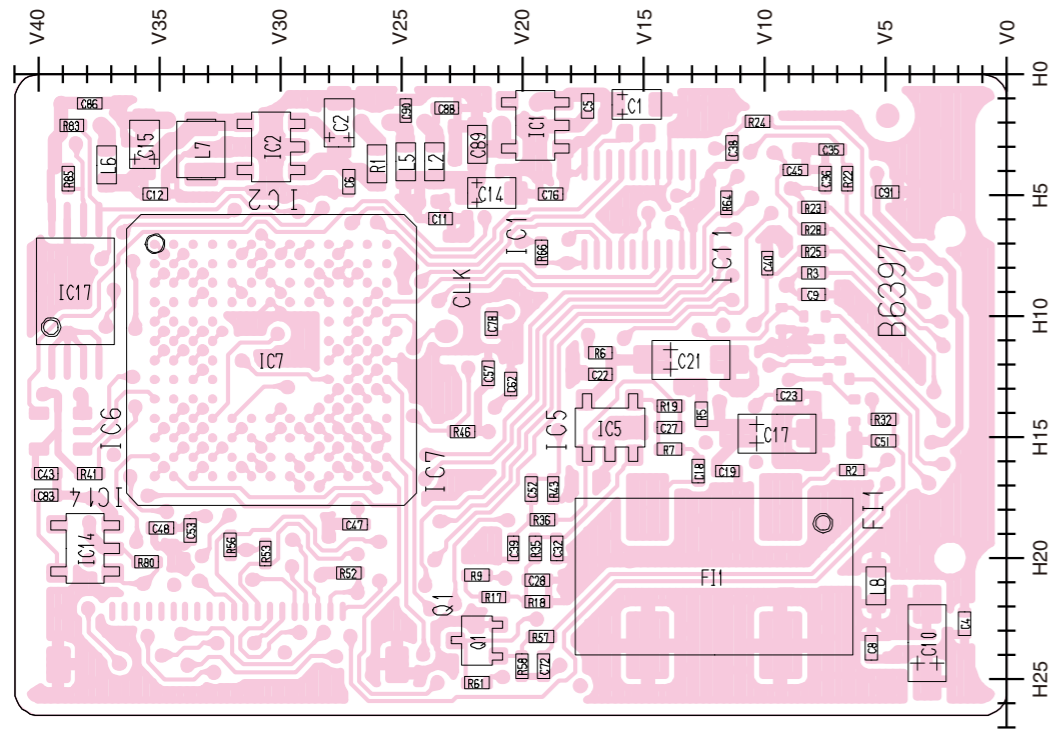 V40 V35 V30 V25 V20 V15 V10 V5 V0
H0
H5
H10
H15
H20
H25
C86
R83
R85
L6
C15
C12
L7
IC2
IC2
C2
C6
R1
C90
L5
C88
L2
C89
C14
C11
IC1
IC1
C5
C1
C76
R66
R24
C38
C35
C45
C36
R22
C91
R64
R23
R28
R25
R3
C9
C40
IC11
B6397
IC17
IC7
IC6
IC7
CLK
C78
C57
C62
R46
R6
C22
C21
C23
IC5
IC5
R19
C27
R7
R5
C17
R32
C51
C18
C19
R2
C43
R41
C83
IC14
IC14
C48
C53
R80
R56
R53
C47
R52
C52
R43
R36
C39
R35
C32
R9
C28
R17
R18
Q1
Q1
R57
R58
C72
R61
FI1
FI1
L8
C8
C10
C4